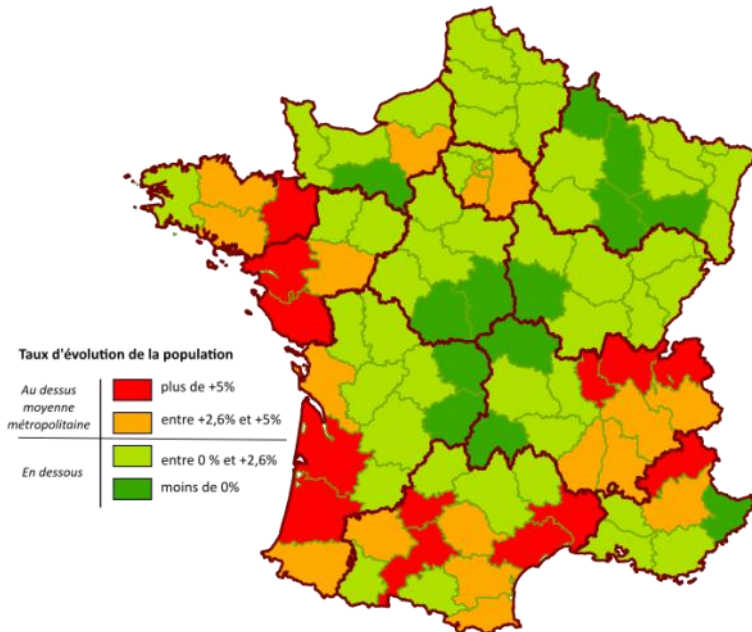 Taux d'évolution de la population
Au dessus
moyenne
métropolitaine
plus de +5%
entre +2,6% et +5%
En dessous
entre 0 % et +2,6%
moins de 0%